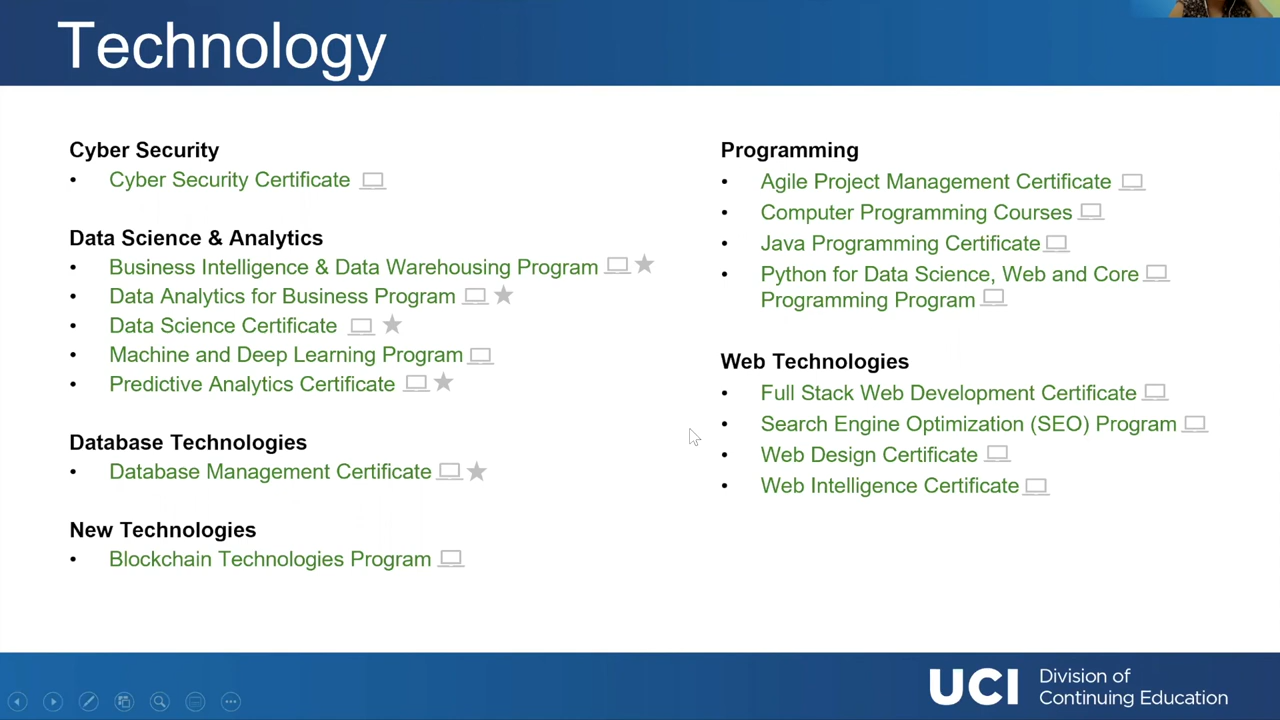 Technology
Cyber Security
• Cyber Security Certificate
Data Science & Analytics
• Business Intelligence & Data Warehousing Program
• Data Analytics for Business Program
• Data Science Certificate
• Machine and Deep Learning Program
• Predictive Analytics Certificate
Database Technologies
• Database Management Certificate
New Technologies
• Blockchain Technologies Program
Programming
• Agile Project Management Certificate
• Computer Programming Courses
• Java Programming Certificate
• Python for Data Science, Web and Core
Programming Program
Web Technologies
• Full Stack Web Development Certificate
• Search Engine Optimization (SEO) Program
• Web Design Certificate
• Web Intelligence Certificate
UCI
Division of
Continuing Education